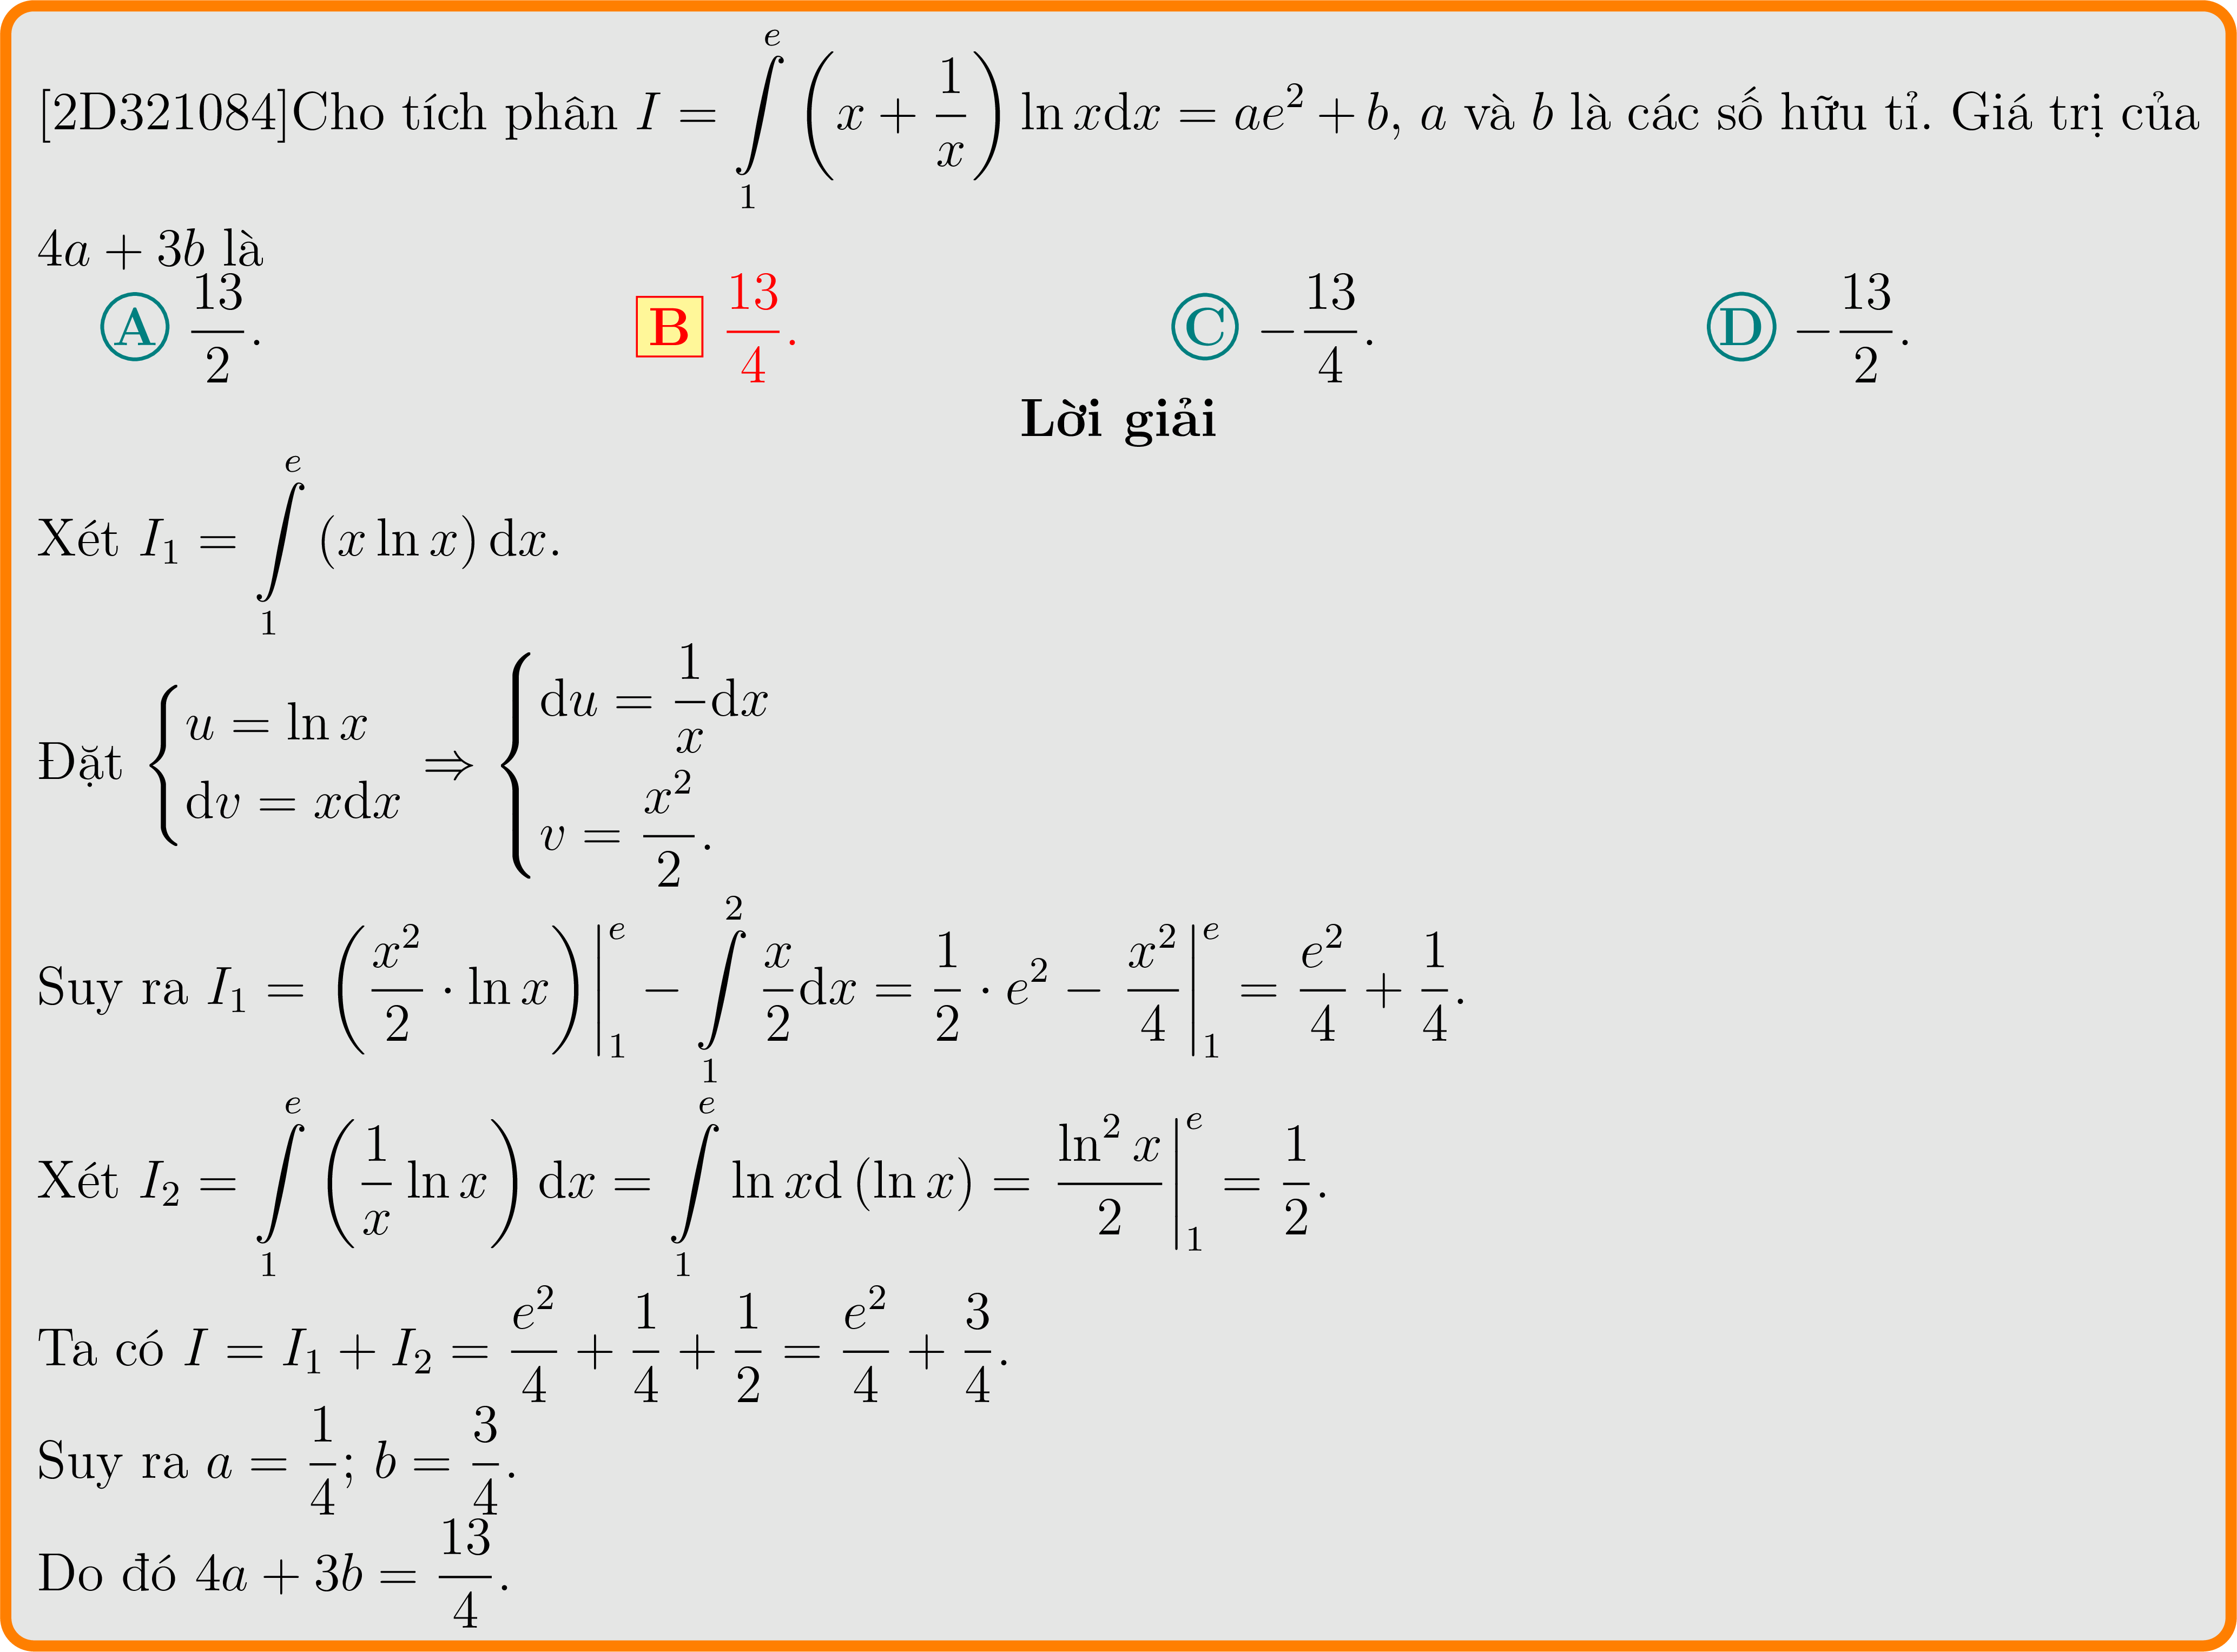 [2D321084]Cho tích phân $I = \int\limits_1^e \left(x + \frac{1}{x}\right) \ln x \mathrm{d}x = ae^2 + b$, $a$ và $b$ là các số hữu tỉ. Giá trị của
$4a + 3b$ là
A $\frac{13}{2}$. B $\frac{13}{4}$. C $-\frac{13}{4}$. D $-\frac{13}{2}$.
Lời giải
Xét $I_1 = \int\limits_1^e (x \ln x) \mathrm{d}x$.
Đặt $\begin{cases} u = \ln x \\ \mathrm{d}v = x\mathrm{d}x \end{cases} \Rightarrow \begin{cases} \mathrm{d}u = \frac{1}{x}\mathrm{d}x \\ v = \frac{x^2}{2}. \end{cases}$
Suy ra $I_1 = \left(\frac{x^2}{2} \cdot \ln x\right)\Big|_1^e - \int\limits_1^2 \frac{x}{2}\mathrm{d}x = \frac{1}{2} \cdot e^2 - \frac{x^2}{4}\Big|_1^e = \frac{e^2}{4} + \frac{1}{4}$.
Xét $I_2 = \int\limits_1^e \left(\frac{1}{x} \ln x\right) \mathrm{d}x = \int\limits_1^e \ln x \mathrm{d}(\ln x) = \frac{\ln^2 x}{2}\Big|_1^e = \frac{1}{2}$.
Ta có $I = I_1 + I_2 = \frac{e^2}{4} + \frac{1}{4} + \frac{1}{2} = \frac{e^2}{4} + \frac{3}{4}$.
Suy ra $a = \frac{1}{4}$; $b = \frac{3}{4}$.
Do đó $4a + 3b = \frac{13}{4}$.